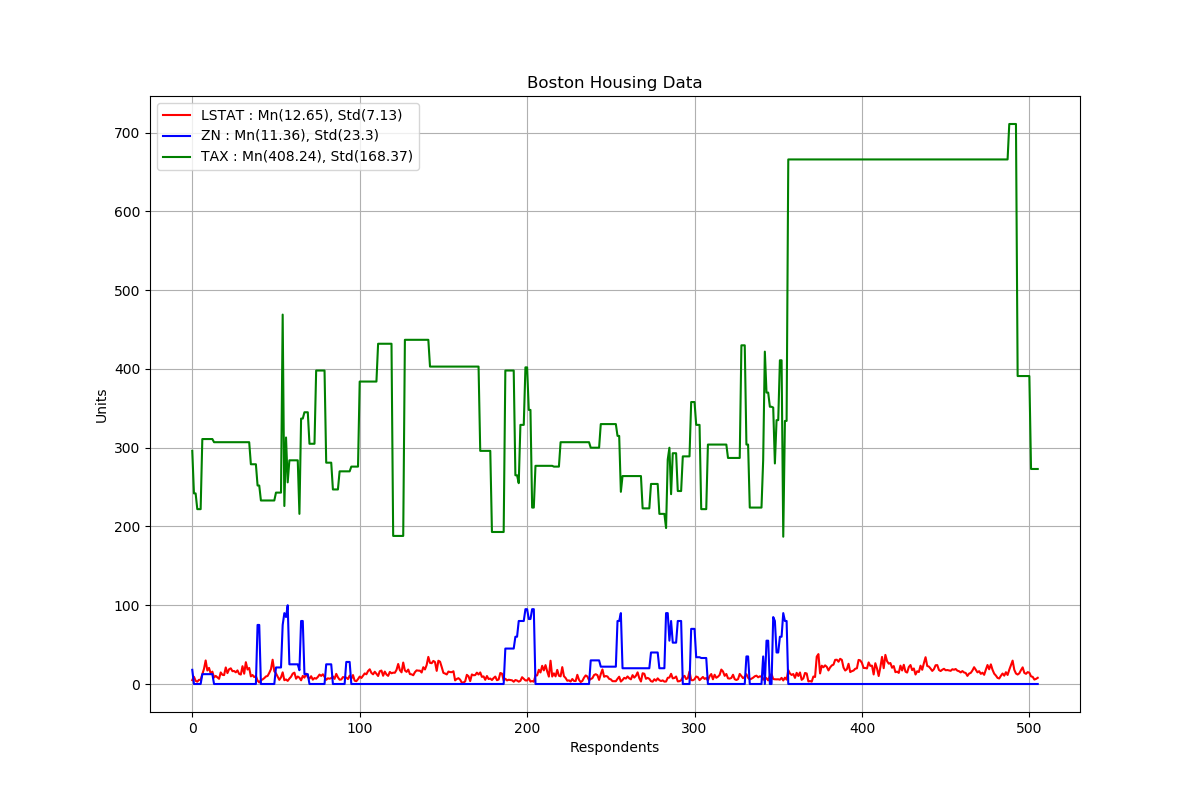 Boston Housing Data
LSTAT : Mn(12.65), Std(7.13)
ZN : Mn(11.36), Std(23.3)
TAX : Mn(408.24), Std(168.37)
700
600
500
400
300
200
100
0
Units
0 100 200 300 400 500
Respondents